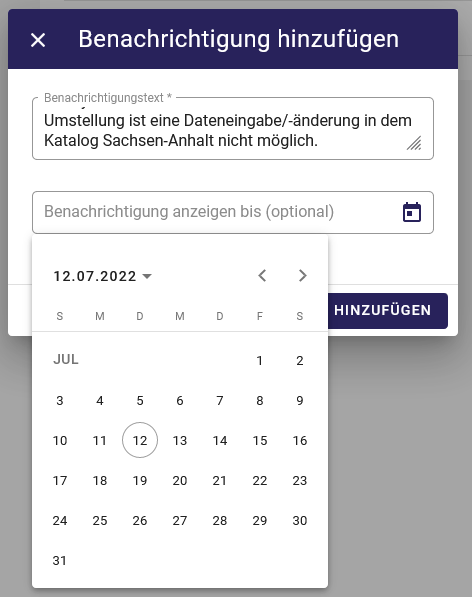 Benachrichtigung hinzufügen
Benachrichtigungstext *
Umstellung ist eine Dateneingabe/-änderung in dem
Katalog Sachsen-Anhalt nicht möglich.
Benachrichtigung anzeigen bis (optional)
12.07.2022
HINZUFÜGEN
S M D M D F S
JUL 1 2
3 4 5 6 7 8 9
10 11 12 13 14 15 16
17 18 19 20 21 22 23
24 25 26 27 28 29 30
31